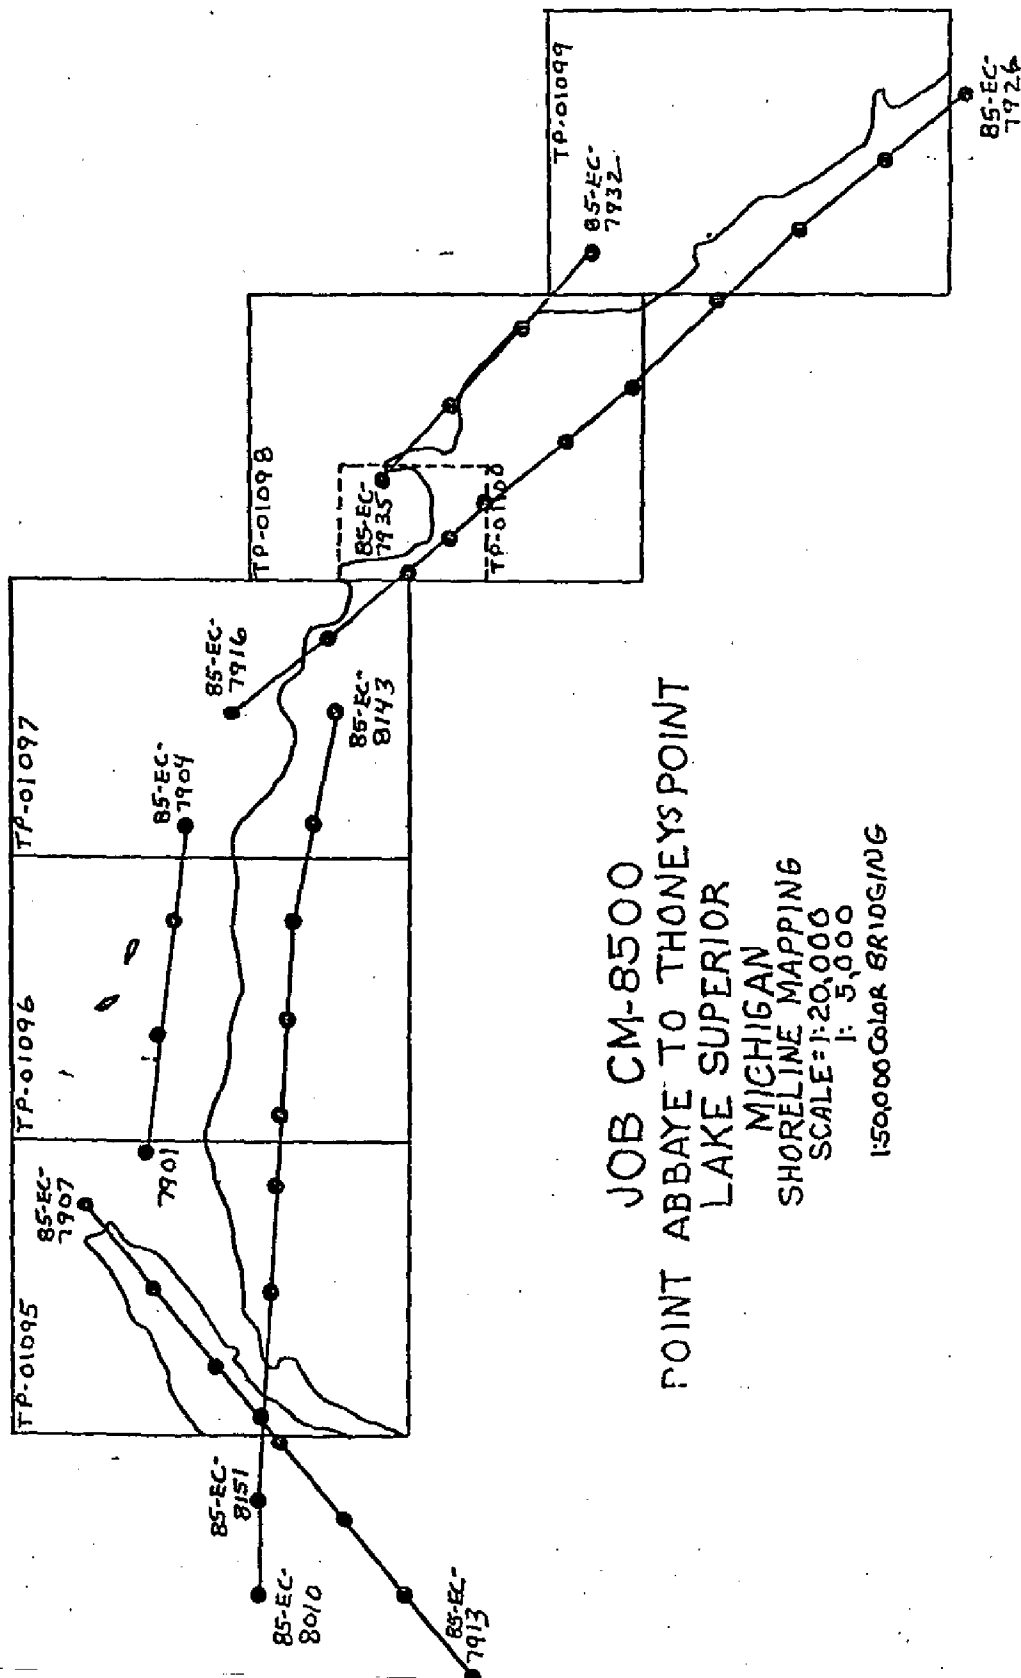 TP-01095
TP-01096
TP-01097
TP-01098
TP-01099
TP-01100
85-EC-
7907
7901
85-EC-
7904
85-EC-
7916
85-EC-
8143
85-EC-
7935
85-EC-
7932
85-EC-
7926
85-EC-
8151
85-EC-
8010
85-EC-
7913
JOB CM-8500
POINT ABBAYE TO THONEYS POINT
LAKE SUPERIOR
MICHIGAN
SHORELINE MAPPING
SCALE=1:20,000
1: 5,000
1:50,000 COLOR BRIDGING